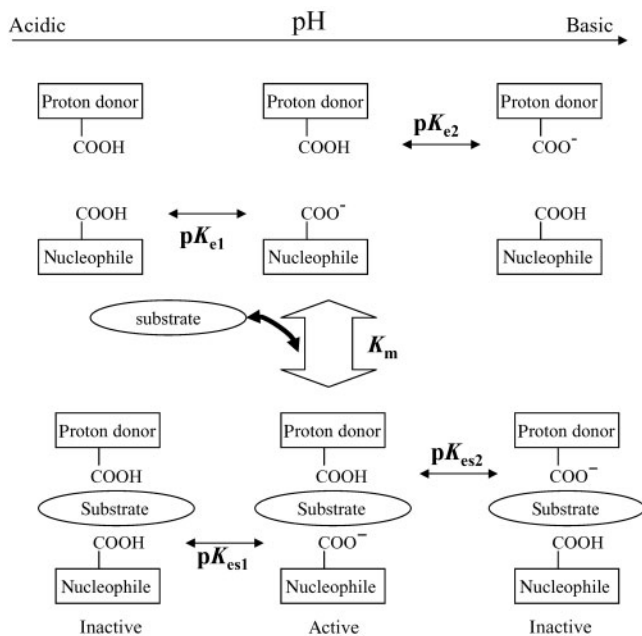 Acidic pH Basic
Proton donor Proton donor Proton donor
COOH COOH pKe2 COO-
COOH COO- COOH
pKe1
Nucleophile Nucleophile Nucleophile
substrate
Km
Proton donor Proton donor Proton donor
COOH COOH pKes2 COO-
Substrate Substrate Substrate
COOH COO- COOH
pKes1
Nucleophile Nucleophile Nucleophile
Inactive Active Inactive